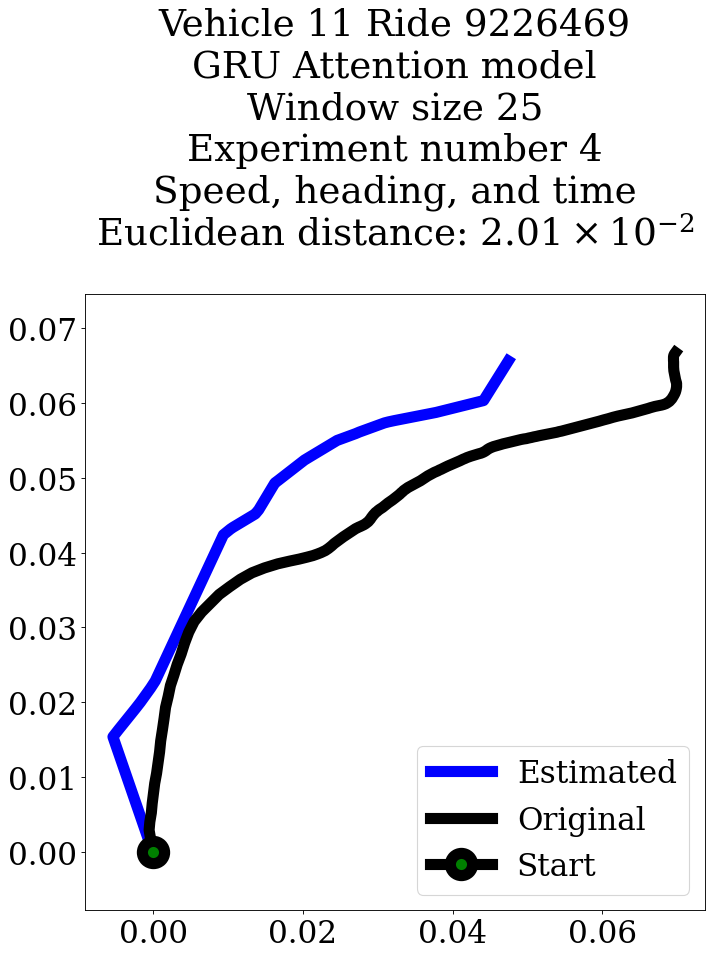 Vehicle 11 Ride 9226469
GRU Attention model
Window size 25
Experiment number 4
Speed, heading, and time
Euclidean distance: 2.01 × 10⁻²
0.07
0.06
0.05
0.04
0.03
0.02
0.01
0.00
Estimated
Original
Start
0.00 0.02 0.04 0.06